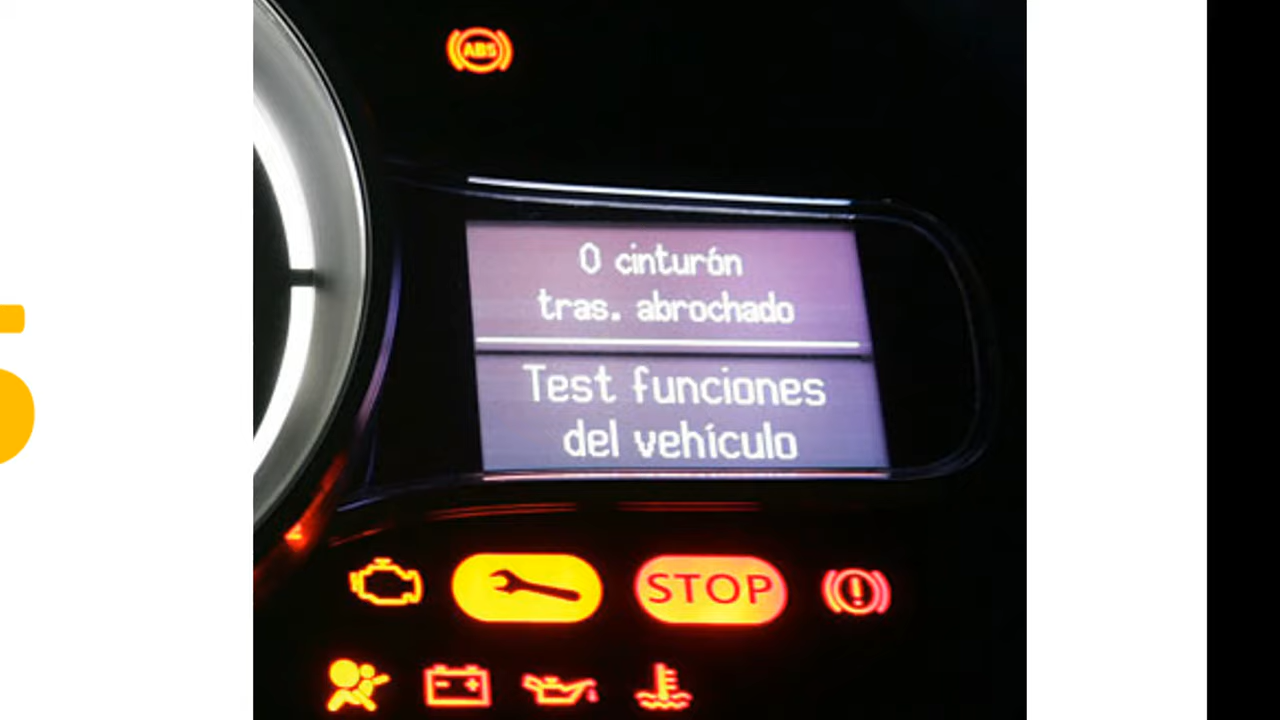 ABS
0 cinturón
tras. abrochado
Test funciones
del vehículo
STOP